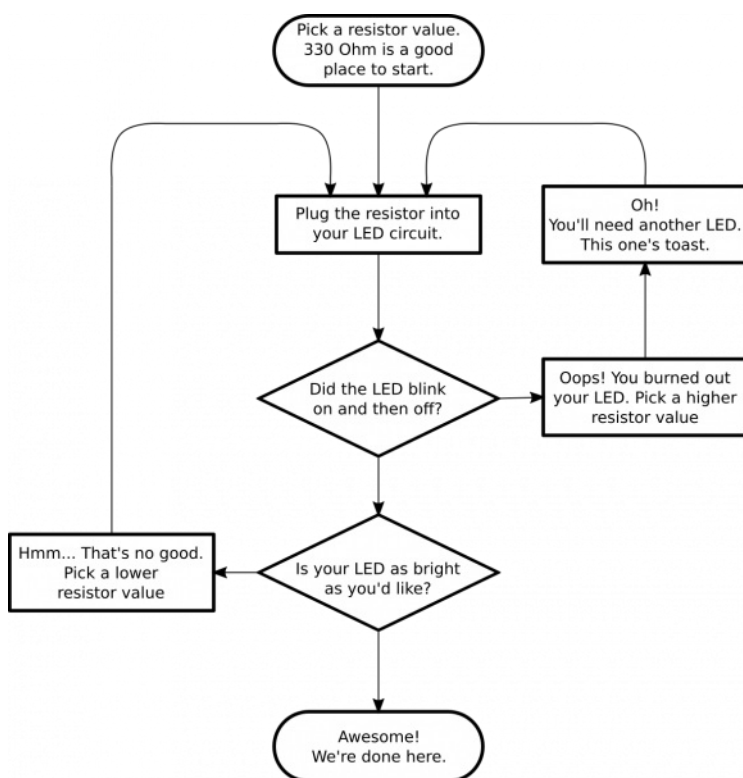 Pick a resistor value.
330 Ohm is a good
place to start.
Plug the resistor into
your LED circuit.
Oh!
You'll need another LED.
This one's toast.
Did the LED blink
on and then off?
Oops! You burned out
your LED. Pick a higher
resistor value
Hmm... That's no good.
Pick a lower
resistor value
Is your LED as bright
as you'd like?
Awesome!
We're done here.